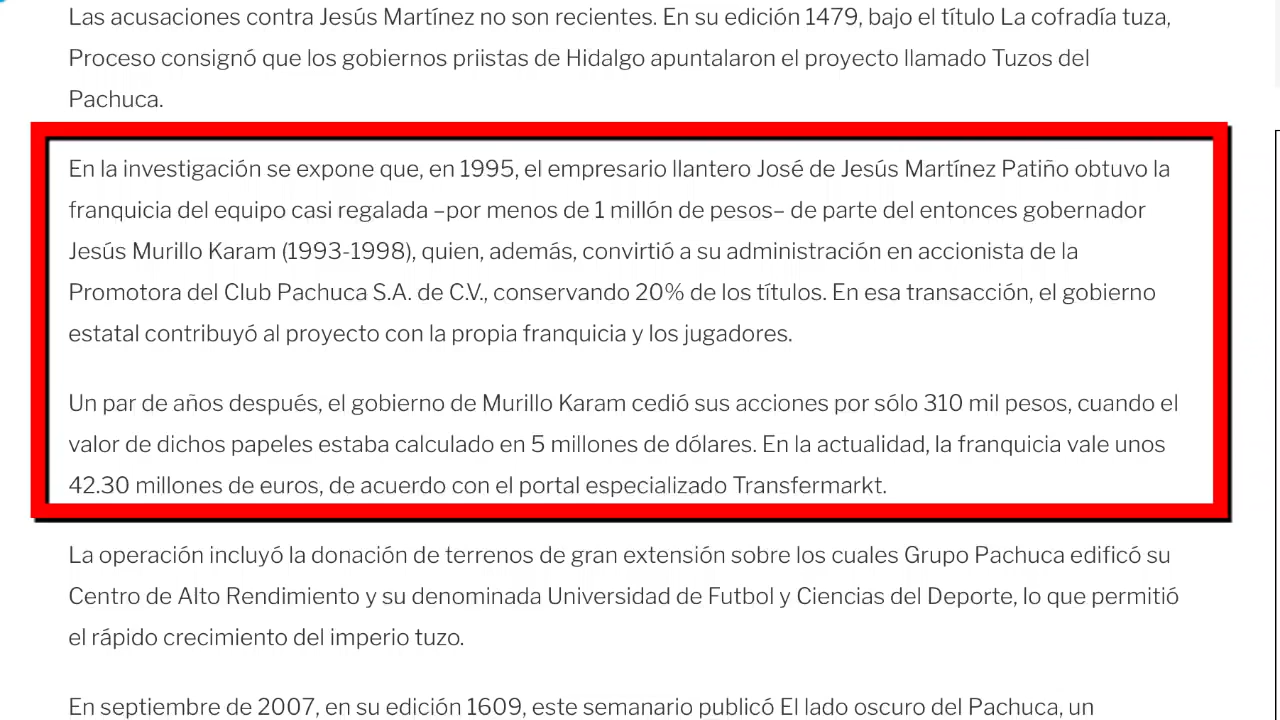 Las acusaciones contra Jesús Martínez no son recientes. En su edición 1479, bajo el título La cofradía tuza,
Proceso consignó que los gobiernos priistas de Hidalgo apuntalaron el proyecto llamado Tuzos del
Pachuca.
En la investigación se expone que, en 1995, el empresario llantero José de Jesús Martínez Patiño obtuvo la
franquicia del equipo casi regalada –por menos de 1 millón de pesos– de parte del entonces gobernador
Jesús Murillo Karam (1993-1998), quien, además, convirtió a su administración en accionista de la
Promotora del Club Pachuca S.A. de C.V., conservando 20% de los títulos. En esa transacción, el gobierno
estatal contribuyó al proyecto con la propia franquicia y los jugadores.
Un par de años después, el gobierno de Murillo Karam cedió sus acciones por sólo 310 mil pesos, cuando el
valor de dichos papeles estaba calculado en 5 millones de dólares. En la actualidad, la franquicia vale unos
42.30 millones de euros, de acuerdo con el portal especializado Transfermarkt.
La operación incluyó la donación de terrenos de gran extensión sobre los cuales Grupo Pachuca edificó su
Centro de Alto Rendimiento y su denominada Universidad de Futbol y Ciencias del Deporte, lo que permitió
el rápido crecimiento del imperio tuzo.
En septiembre de 2007, en su edición 1609, este semanario publicó El lado oscuro del Pachuca, un